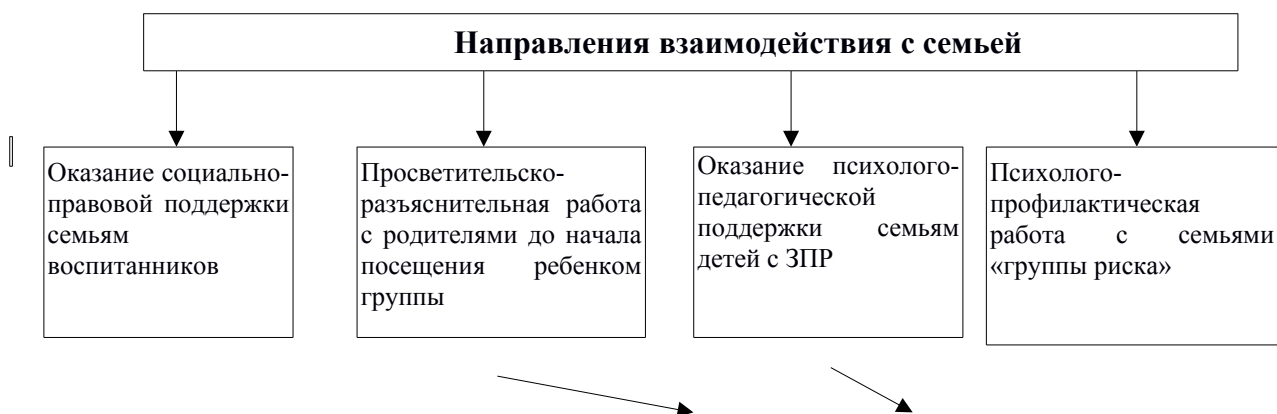 Направления взаимодействия с семьей
Оказание социально-
правовой поддержки
семьям
воспитанников
Просветительско-
разъяснительная работа
с родителями до начала
посещения ребенком
группы
Оказание психолого-
педагогической
поддержки семьям
детей с ЗПР
Психолого-
профилактическая
работа с семьями
«группы риска»